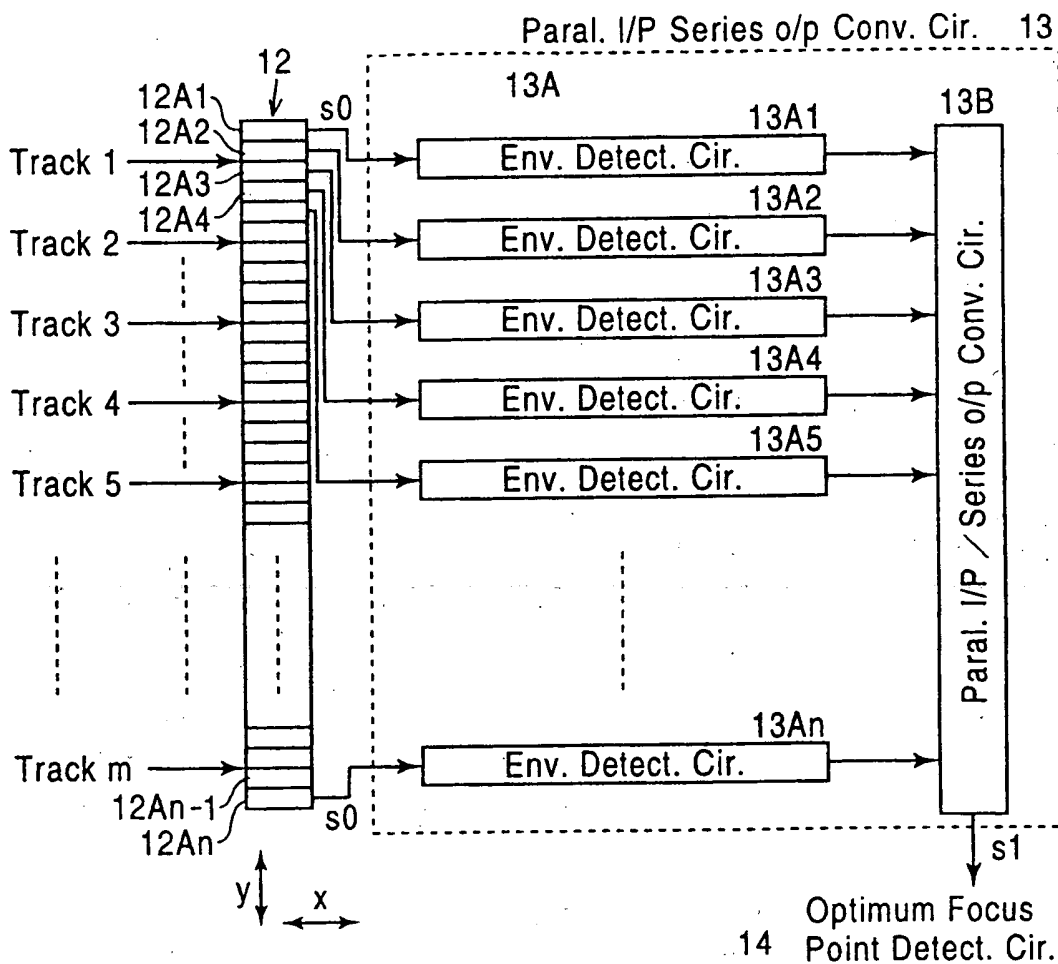 Paral. I/P Series o/p Conv. Cir. 13
12
13A
13B
12A1
s0
13A1
12A2
Env. Detect. Cir.
Track 1
12A3
13A2
12A4
Env. Detect. Cir.
Track 2
13A3
Track 3
Env. Detect. Cir.
13A4
Track 4
Env. Detect. Cir.
13A5
Track 5
Env. Detect. Cir.
Paral. I/P / Series o/p Conv. Cir.
13An
Track m
Env. Detect. Cir.
12An-1
s0
12An
s1
y
x
Optimum Focus
14 Point Detect. Cir.